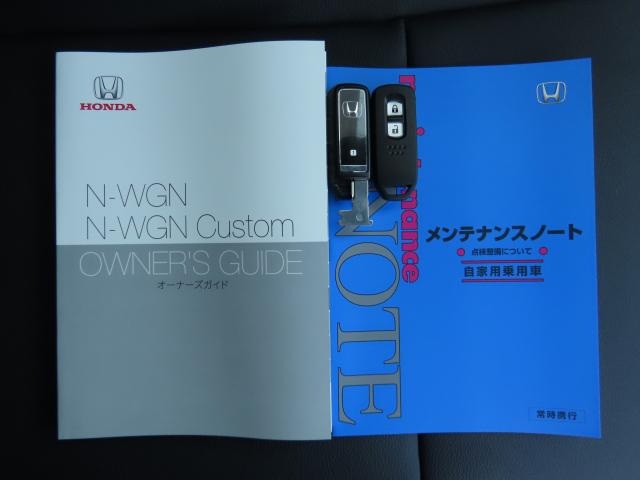 HONDA
N-WGN
N-WGN Custom
OWNER'S GUIDE
オーナーズガイド
maintenance
NOTE
メンテナンスノート
点検整備について
自家用乗用車
常時携行